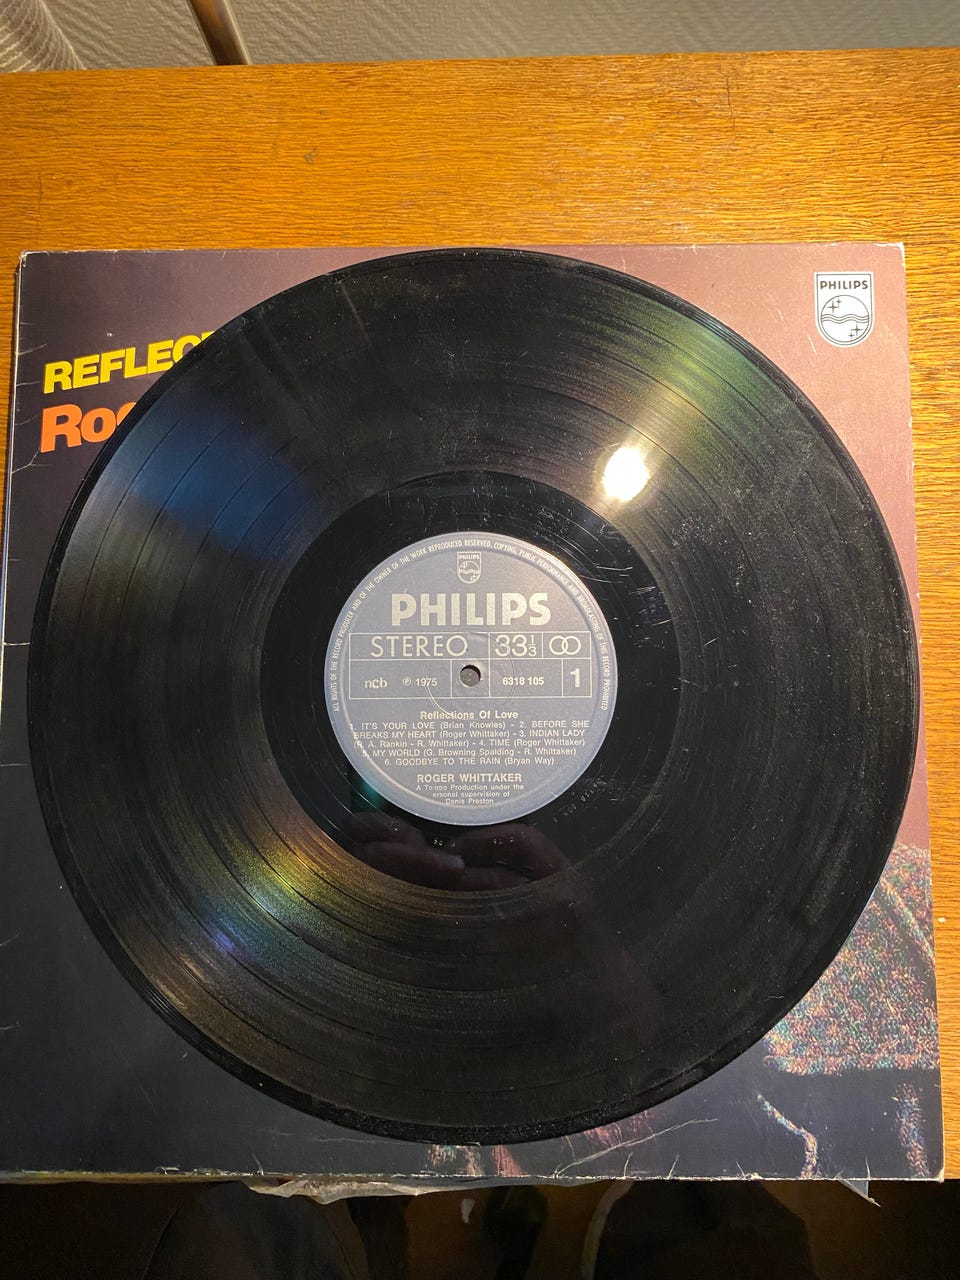 PHILIPS
REFLEC
Ro
ALL RIGHTS OF THE RECORD PRODUCER AND OF THE OWNER OF THE WORK REPRODUCED RESERVED. COPYING, PUBLIC PERFORMANCE AND BROADCASTING OF THIS RECORD PROHIBITED
PHILIPS
PHILIPS
STEREO 33 1/3
ncb ℗ 1975 6318 105 1
Reflections Of Love
1. IT'S YOUR LOVE (Brian Knowles) - 2. BEFORE SHE
BREAKS MY HEART (Roger Whittaker) - 3. INDIAN LADY
(R. A. Rankin - R. Whittaker) - 4. TIME (Roger Whittaker)
5. MY WORLD (G. Browning Spalding - R. Whittaker)
6. GOODBYE TO THE RAIN (Bryan Way)
ROGER WHITTAKER
A Tempo Production under the
personal supervision of
Denis Preston